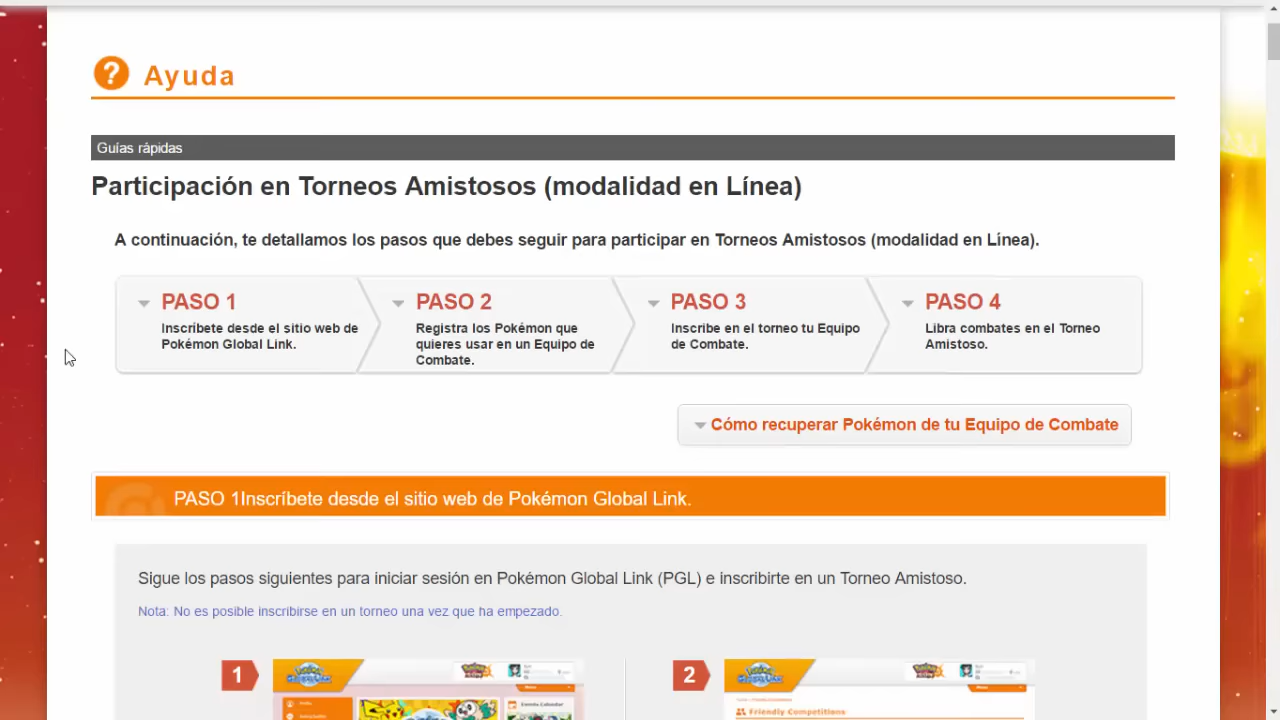 ? Ayuda
Guías rápidas
Participación en Torneos Amistosos (modalidad en Línea)
A continuación, te detallamos los pasos que debes seguir para participar en Torneos Amistosos (modalidad en Línea).
PASO 1
Inscríbete desde el sitio web de
Pokémon Global Link.
PASO 2
Registra los Pokémon que
quieres usar en un Equipo de
Combate.
PASO 3
Inscribe en el torneo tu Equipo
de Combate.
PASO 4
Libra combates en el Torneo
Amistoso.
Cómo recuperar Pokémon de tu Equipo de Combate
PASO 1Inscríbete desde el sitio web de Pokémon Global Link.
Sigue los pasos siguientes para iniciar sesión en Pokémon Global Link (PGL) e inscribirte en un Torneo Amistoso.
Nota: No es posible inscribirse en un torneo una vez que ha empezado.
1
2
Friendly Competitions